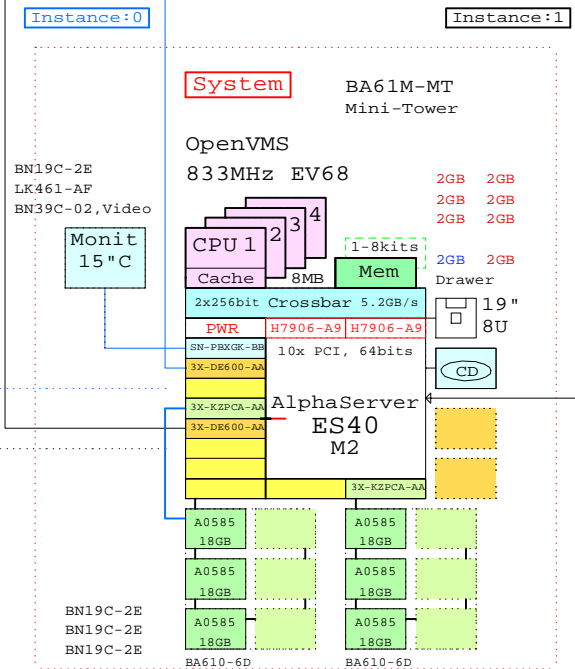 Instance:0
Instance:1
System
BA61M-MT
Mini-Tower
OpenVMS
833MHz EV68
BN19C-2E
LK461-AF
BN39C-02,Video
2GB 2GB
2GB 2GB
2GB 2GB
Monit
15"C
CPU 1 2 3 4
Cache
8MB
1-8kits
Mem
2GB 2GB
Drawer
2x256bit Crossbar 5.2GB/s
19"
8U
PWR H7906-A9 H7906-A9
SN-PBXGK-BB
10x PCI, 64bits
3X-DE600-AA
CD
3X-KZPCA-AA
3X-DE600-AA
AlphaServer
ES40
M2
3X-KZPCA-AA
A0585
18GB
A0585
18GB
A0585
18GB
A0585
18GB
A0585
18GB
A0585
18GB
BN19C-2E
BN19C-2E
BN19C-2E
BA610-6D
BA610-6D